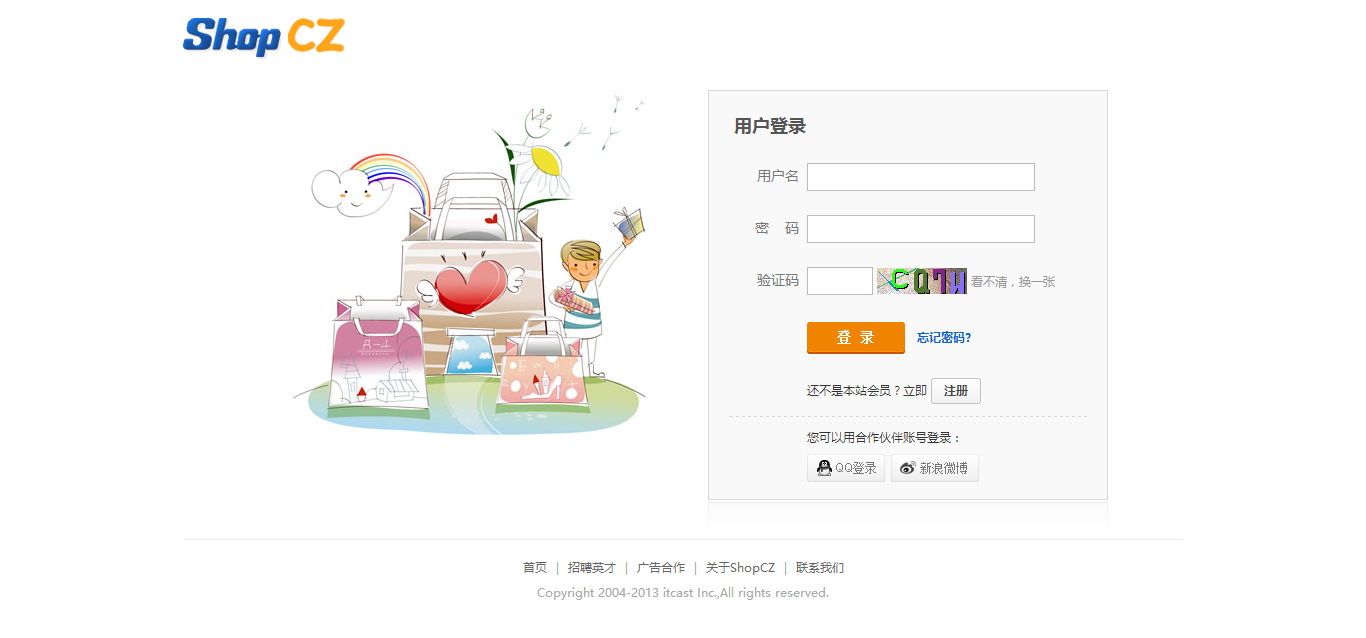 Shop CZ
用户登录
用户名
密 码
验证码 CQ7H 看不清，换一张
登 录 忘记密码?
还不是本站会员？立即 注册
您可以用合作伙伴账号登录：
QQ登录 新浪微博
首页 | 招聘英才 | 广告合作 | 关于ShopCZ | 联系我们
Copyright 2004-2013 itcast Inc.,All rights reserved.